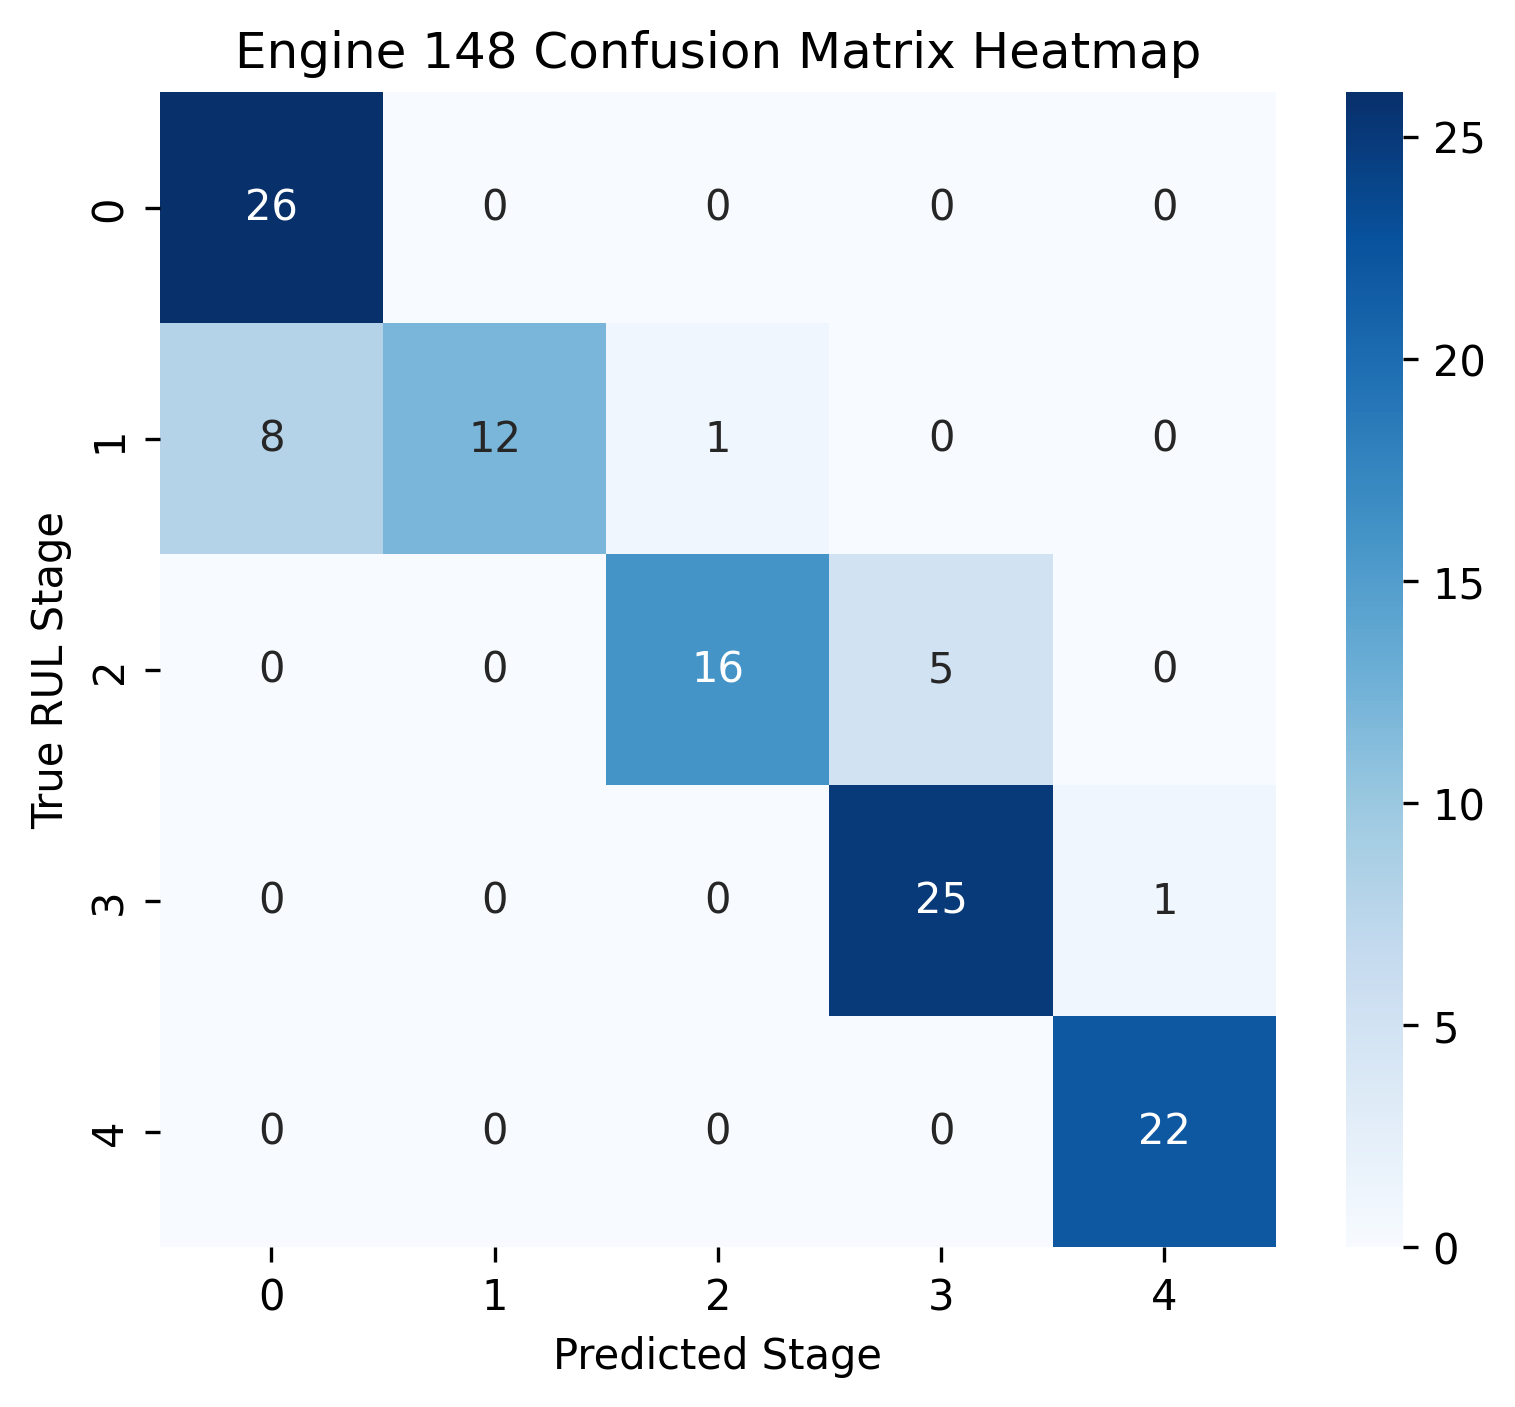 Engine 148 Confusion Matrix Heatmap
True RUL Stage
0 26 0 0 0 0
1 8 12 1 0 0
2 0 0 16 5 0
3 0 0 0 25 1
4 0 0 0 0 22
0 1 2 3 4
Predicted Stage
25
20
15
10
5
0